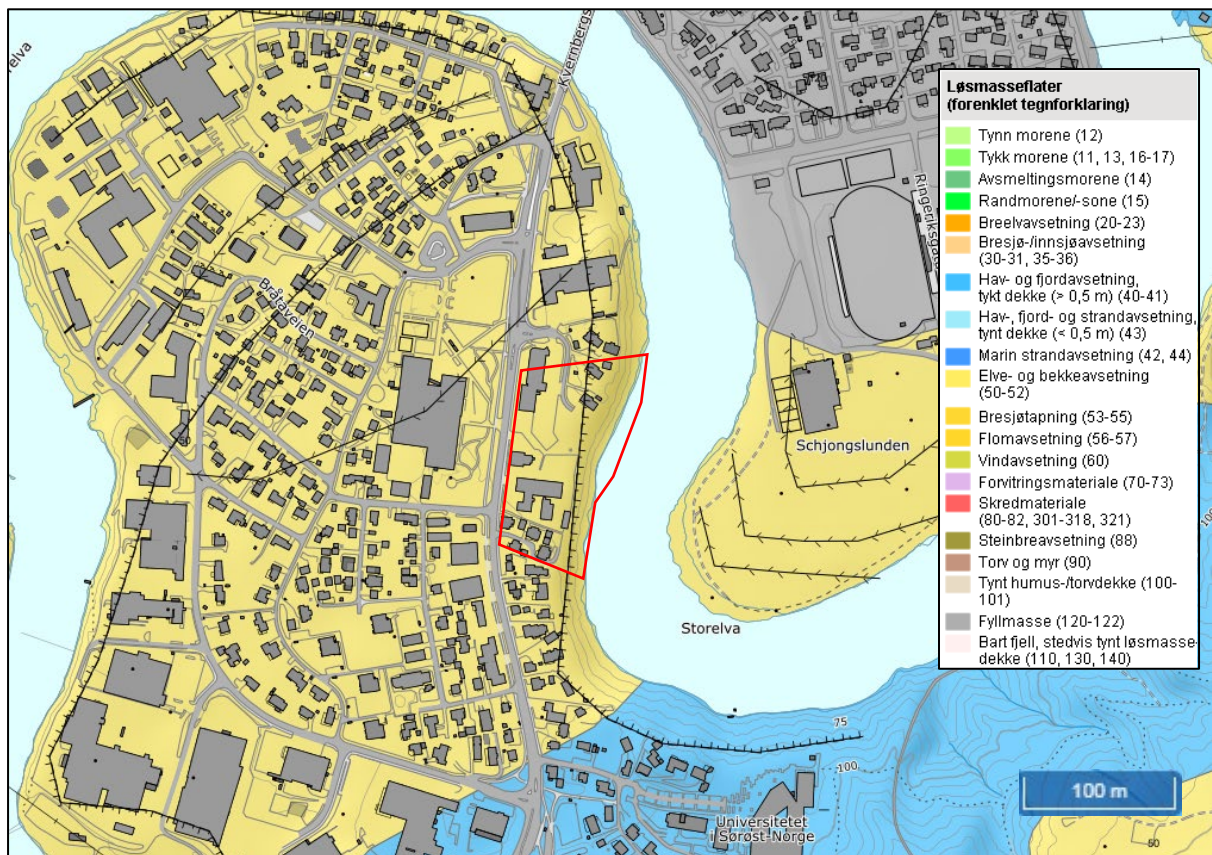 relva
Kvernbergs
Ringeriksgata
Bråtaveien
50
Schjongslunden
Storelva
75
100
Universitetet
i Sørøst-Norge
50
Løsmasseflater
(forenklet tegnforklaring)
Tynn morene (12)
Tykk morene (11, 13, 16-17)
Avsmeltingsmorene (14)
Randmorene/-sone (15)
Breelvavsetning (20-23)
Bresjø-/innsjøavsetning
(30-31, 35-36)
Hav- og fjordavsetning,
tykt dekke (> 0,5 m) (40-41)
Hav-, fjord- og strandavsetning,
tynt dekke (< 0,5 m) (43)
Marin strandavsetning (42, 44)
Elve- og bekkeavsetning
(50-52)
Bresjøtapning (53-55)
Flomavsetning (56-57)
Vindavsetning (60)
Forvitringsmateriale (70-73)
Skredmateriale
(80-82, 301-318, 321)
Steinbreavsetning (88)
Torv og myr (90)
Tynt humus-/torvdekke (100-
101)
Fyllmasse (120-122)
Bart fjell, stedvis tynt løsmasse-
dekke (110, 130, 140)
100 m